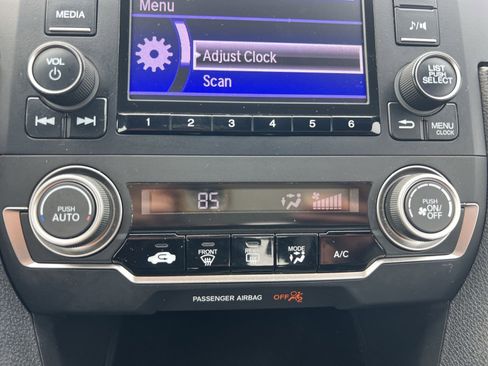 Menu
MEDIA
VOL
Adjust Clock
Scan
LIST
PUSH
SELECT
1 2 3 4 5 6
MENU
CLOCK
PUSH
AUTO
85
PUSH
ON/
OFF
FRONT
REAR
MODE
A/C
PASSENGER AIRBAG OFF